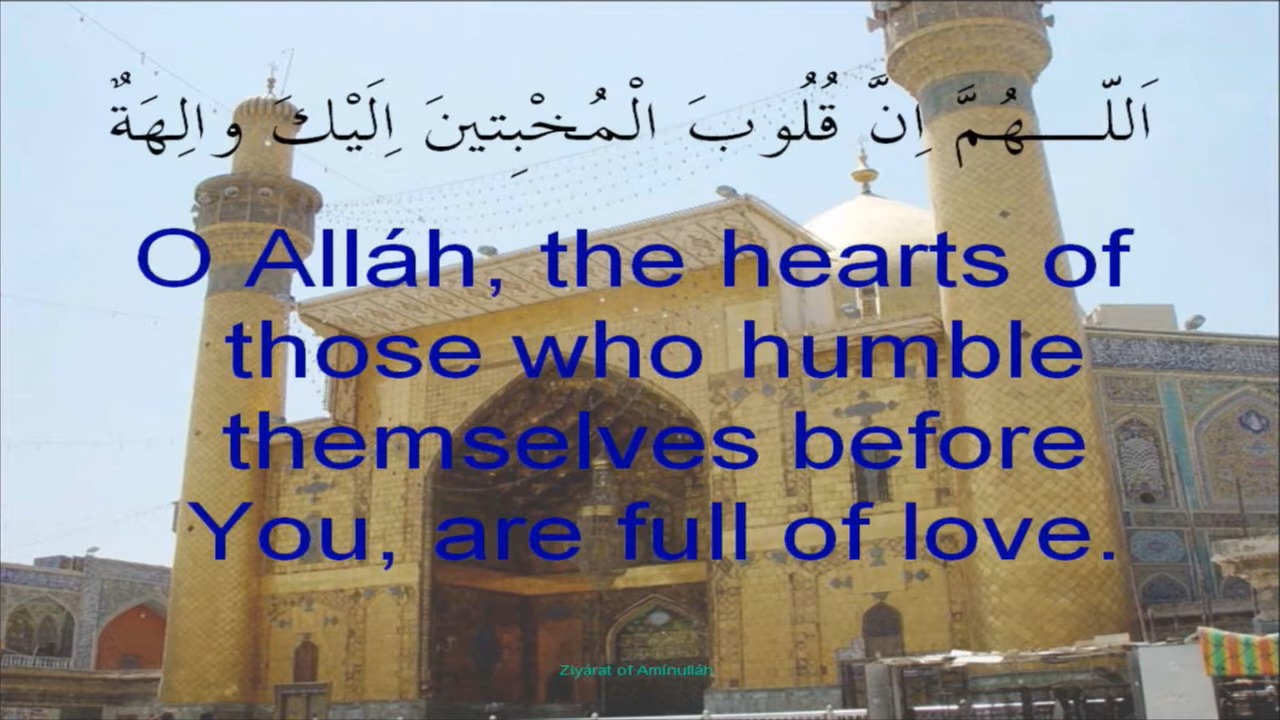 اَللّـــهُمَّ اِنَّ قُلُوبَ الْمُخْبِتينَ اِلَيْكَ والِهَةٌ
O Alláh, the hearts of
those who humble
themselves before
You, are full of love.
Ziyárat of Amínulláh